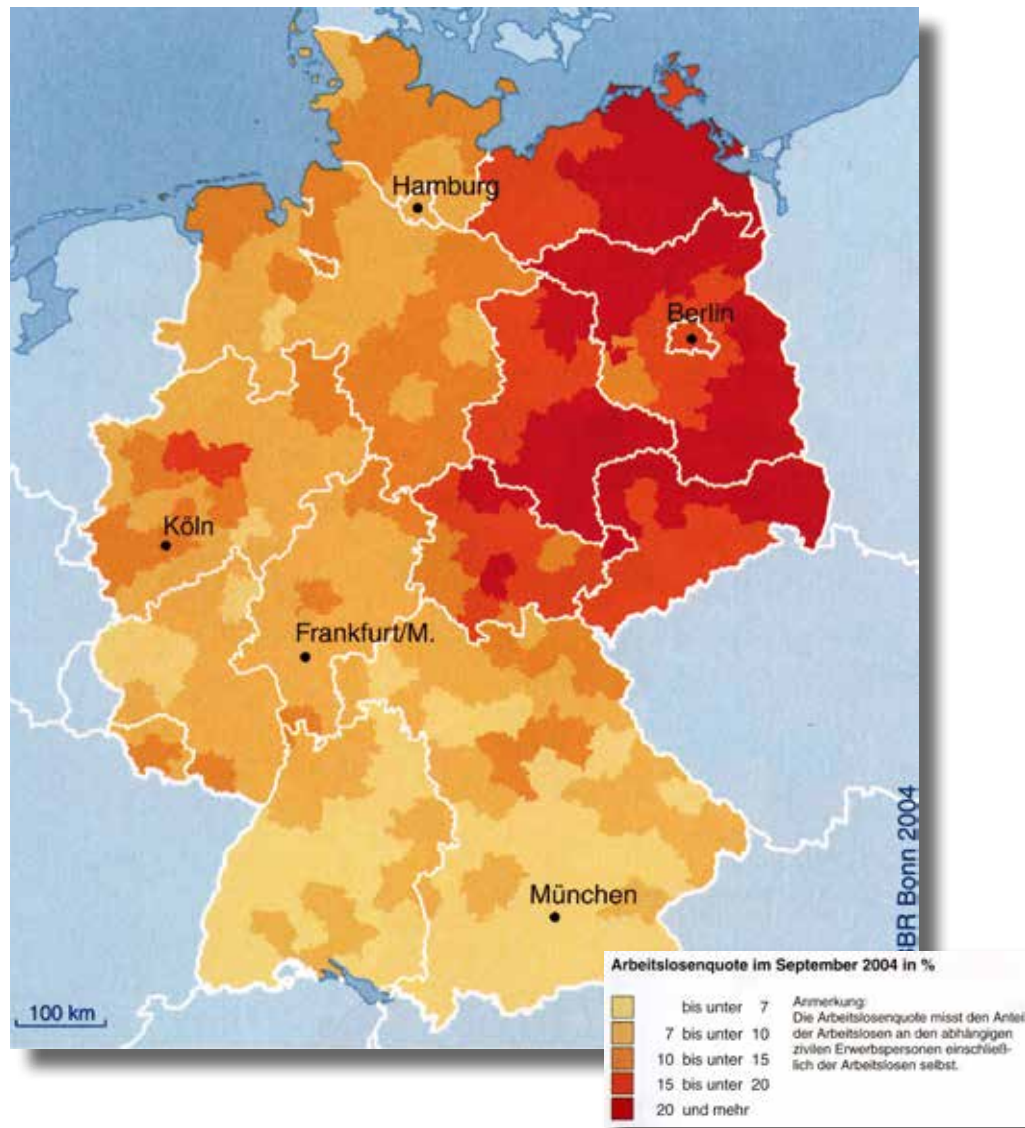 Hamburg
Berlin
Köln
Frankfurt/M.
München
100 km
BBR Bonn 2004
Arbeitslosenquote im September 2004 in %
bis unter 7
7 bis unter 10
10 bis unter 15
15 bis unter 20
20 und mehr
Anmerkung:
Die Arbeitslosenquote misst den Anteil
der Arbeitslosen an den abhängigen
zivilen Erwerbspersonen einschließ-
lich der Arbeitslosen selbst.